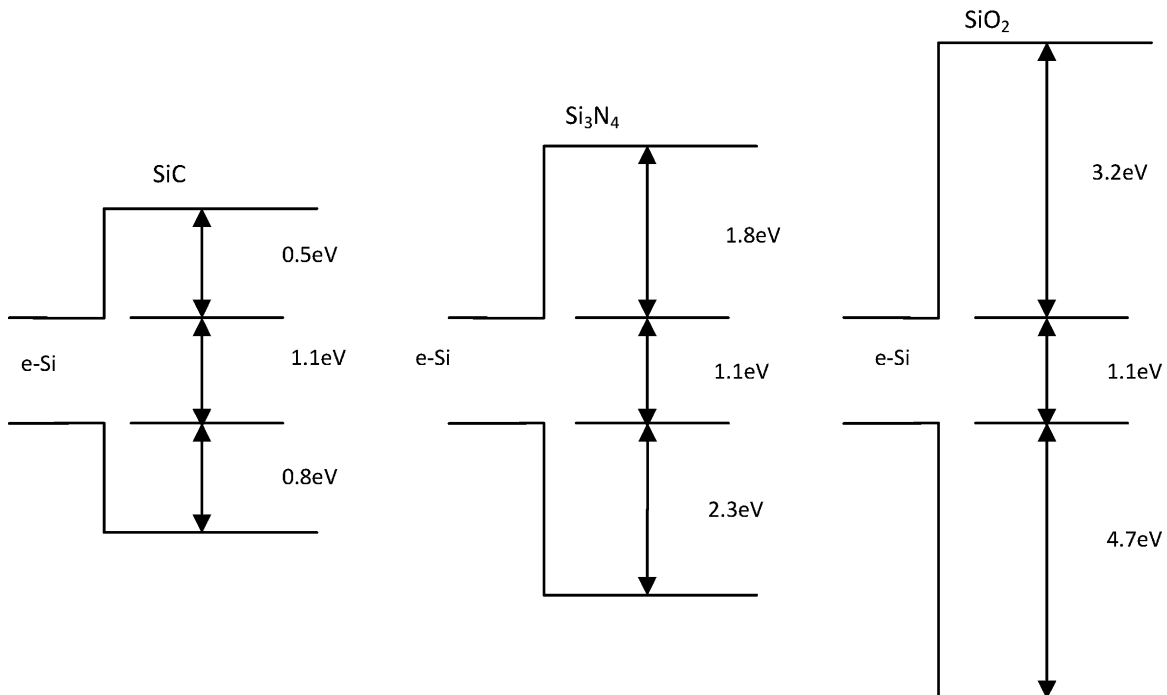 SiC
0.5eV
e-Si
1.1eV
0.8eV
Si₃N₄
1.8eV
e-Si
1.1eV
2.3eV
SiO₂
3.2eV
e-Si
1.1eV
4.7eV